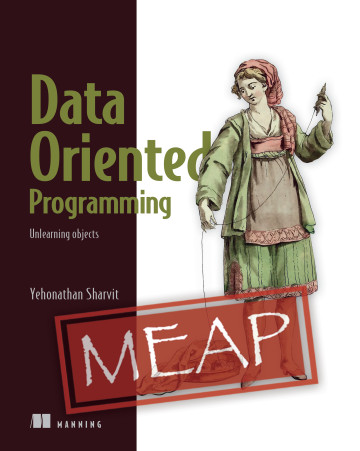 Data
Oriented
Programming
Unlearning objects
Yehonathan Sharvit
MEAP
MANNING